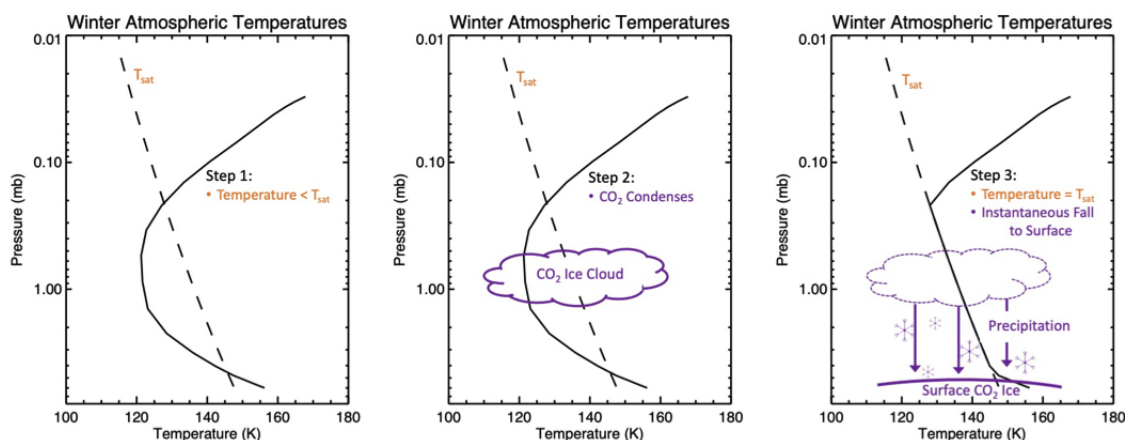 Winter Atmospheric Temperatures
0.01
0.10
1.00
Pressure (mb)
T_sat
Step 1:
• Temperature < T_sat
100 120 140 160 180
Temperature (K)
Winter Atmospheric Temperatures
0.01
0.10
1.00
Pressure (mb)
T_sat
Step 2:
• CO₂ Condenses
CO₂ Ice Cloud
100 120 140 160 180
Temperature (K)
Winter Atmospheric Temperatures
0.01
0.10
1.00
Pressure (mb)
T_sat
Step 3:
• Temperature = T_sat
• Instantaneous Fall
to Surface
Precipitation
Surface CO₂ Ice
100 120 140 160 180
Temperature (K)